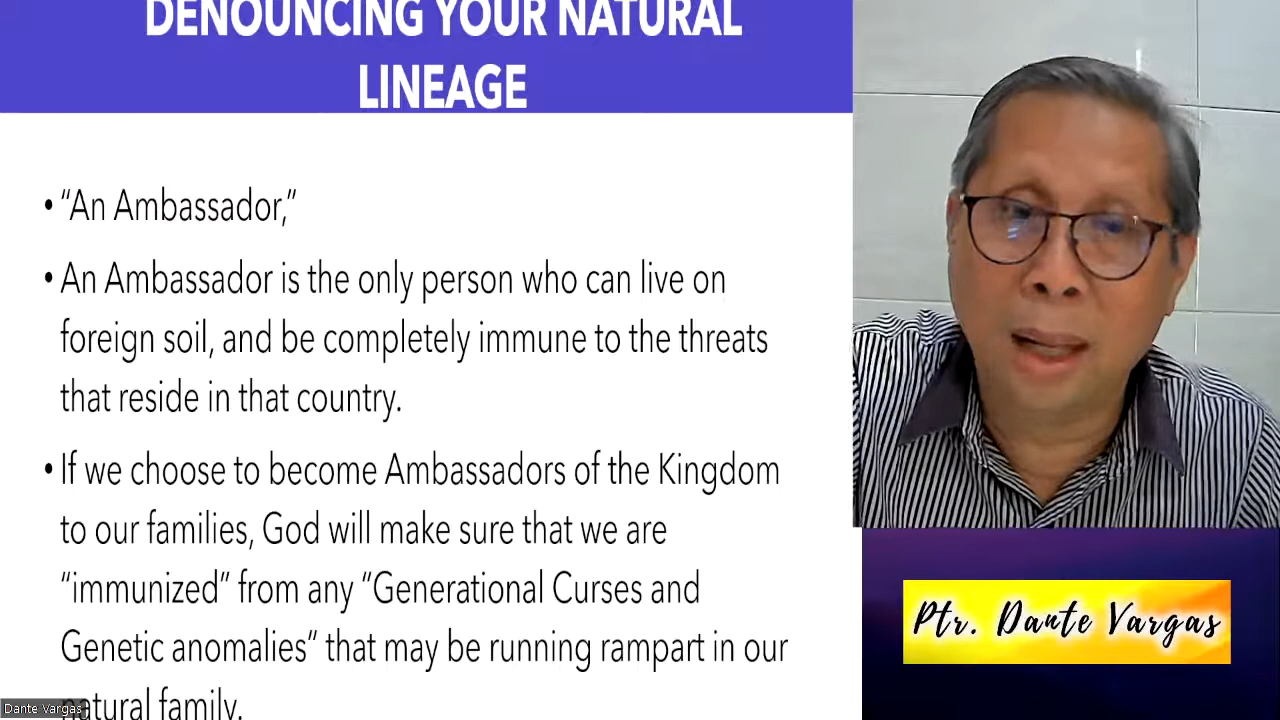 DENOUNCING YOUR NATURAL
LINEAGE
• “An Ambassador,”
• An Ambassador is the only person who can live on
foreign soil, and be completely immune to the threats
that reside in that country.
• If we choose to become Ambassadors of the Kingdom
to our families, God will make sure that we are
“immunized” from any “Generational Curses and
Genetic anomalies” that may be running rampart in our
natural family.
Dante Vargas
Ptr. Dante Vargas